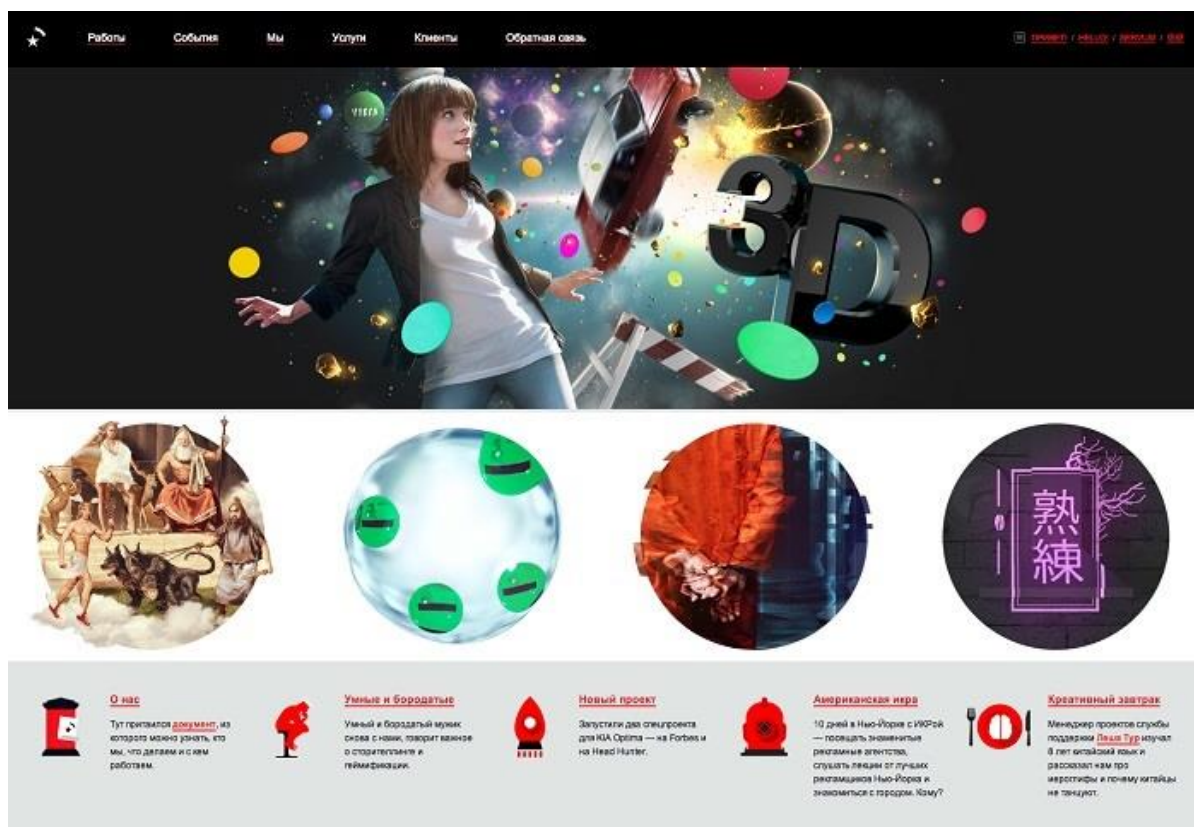 Работы
События
Мы
Услуги
Клиенты
Обратная связь
3D
熟
練
О нас
Тут притаился документ, из
которого можно узнать, кто
мы, что делаем и с кем
работаем.
Умные и бородатые
Умный и бородатый мужик
снова с нами, говорит важное
о сторителлинге и
геймификации.
Новый проект
Запустили два спецпроекта
для KIA Optima — на Forbes и
на Head Hunter.
Американская икра
10 дней в Нью-Йорке с ИКРой
— посещать знаменитые
рекламные агентства,
слушать лекции от лучших
рекламщиков Нью-Йорка и
знакомиться с городом. Кому?
Креативный завтрак
Менеджер проектов службы
поддержки Леша Тур изучал
8 лет китайский язык и
рассказал нам про
иероглифы и почему китайцы
не танцуют.